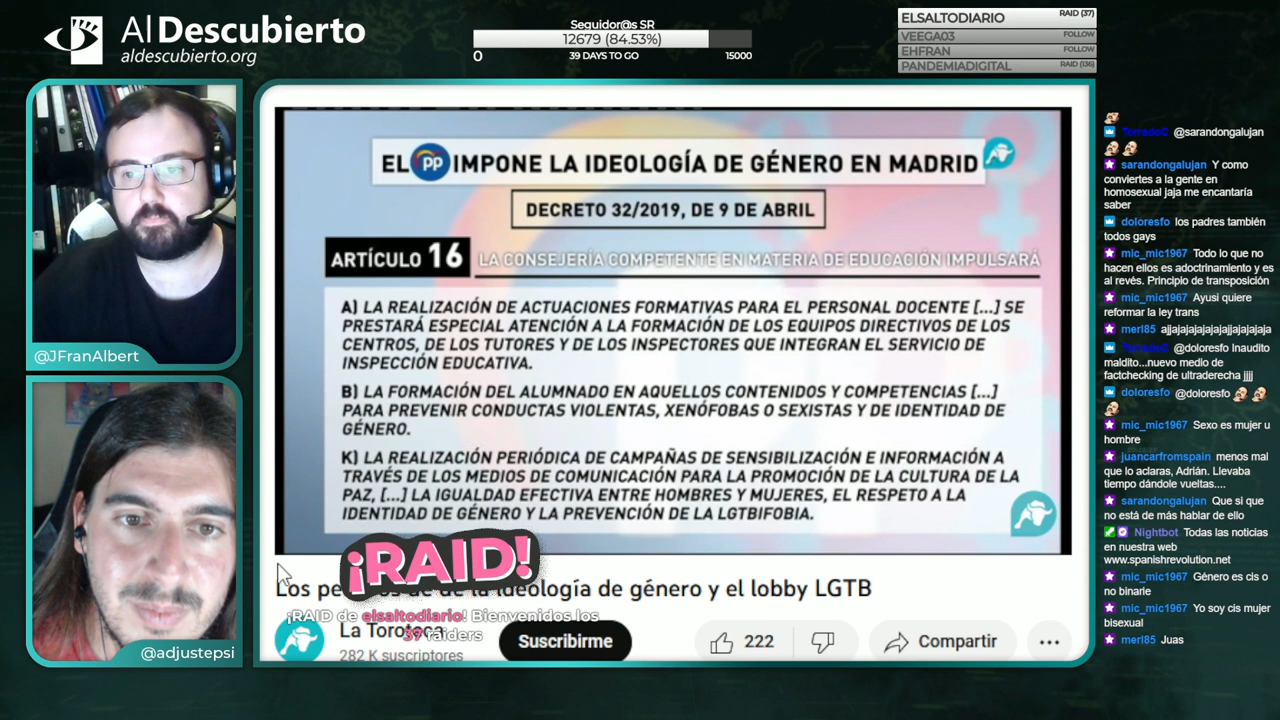 Al Descubierto
aldescubierto.org
Seguidor@s SR
12679 (84.53%)
0
39 DAYS TO GO
15000
ELSALTODIARIO RAID (37)
VEEGA03 FOLLOW
EHFRAN FOLLOW
PANDEMIADIGITAL RAID (136)
@JFranAlbert
@adjustepsi
EL PP IMPONE LA IDEOLOGÍA DE GÉNERO EN MADRID
DECRETO 32/2019, DE 9 DE ABRIL
ARTÍCULO 16 LA CONSEJERÍA COMPETENTE EN MATERIA DE EDUCACIÓN IMPULSARÁ
A) LA REALIZACIÓN DE ACTUACIONES FORMATIVAS PARA EL PERSONAL DOCENTE [...] SE
PRESTARÁ ESPECIAL ATENCIÓN A LA FORMACIÓN DE LOS EQUIPOS DIRECTIVOS DE LOS
CENTROS, DE LOS TUTORES Y DE LOS INSPECTORES QUE INTEGRAN EL SERVICIO DE
INSPECCIÓN EDUCATIVA.
B) LA FORMACIÓN DEL ALUMNADO EN AQUELLOS CONTENIDOS Y COMPETENCIAS [...]
PARA PREVENIR CONDUCTAS VIOLENTAS, XENÓFOBAS O SEXISTAS Y DE IDENTIDAD DE
GÉNERO.
K) LA REALIZACIÓN PERIÓDICA DE CAMPAÑAS DE SENSIBILIZACIÓN E INFORMACIÓN A
TRAVÉS DE LOS MEDIOS DE COMUNICACIÓN PARA LA PROMOCIÓN DE LA CULTURA DE LA
PAZ, [...] LA IGUALDAD EFECTIVA ENTRE HOMBRES Y MUJERES, EL RESPETO A LA
IDENTIDAD DE GÉNERO Y LA PREVENCIÓN DE LA LGTBIFOBIA.
¡RAID!
Los de la ideología de género y el lobby LGTB
¡RAID de elsaltodiario! Bienvenidos los
39 raiders
La Toroteca
282 K suscriptores
Suscribirme
222
Compartir
TorradoC @sarandongalujan
sarandongalujan Y como
conviertes a la gente en
homosexual jaja me encantaría
saber
doloresfo los padres también
todos gays
mic_mic1967 Todo lo que no
hacen ellos es adoctrinamiento y es
al revés. Principio de transposición
mic_mic1967 Ayusi quiere
reformar la ley trans
merl85 ajjajajajajajajjajajajaja
TorradoC @doloresfo Inaudito
maldito...nuevo medio de
factchecking de ultraderecha jjjj
doloresfo @doloresfo
mic_mic1967 Sexo es mujer u
hombre
juancarfromspain menos mal
que lo aclaras, Adrián. Llevaba
tiempo dándole vueltas....
sarandongalujan Que si que
no está de más hablar de ello
Nightbot Todas las noticias
en nuestra web
www.spanishrevolution.net
mic_mic1967 Género es cis o
no binarie
mic_mic1967 Yo soy cis mujer
bisexual
merl85 Juas